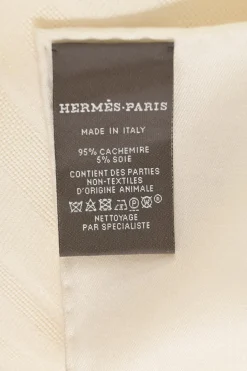 HERMÈS-PARIS
MADE IN ITALY
95% CACHEMIRE
5% SOIE
CONTIENT DES PARTIES
NON-TEXTILES
D'ORIGINE ANIMALE
NETTOYAGE
PAR SPECIALISTE